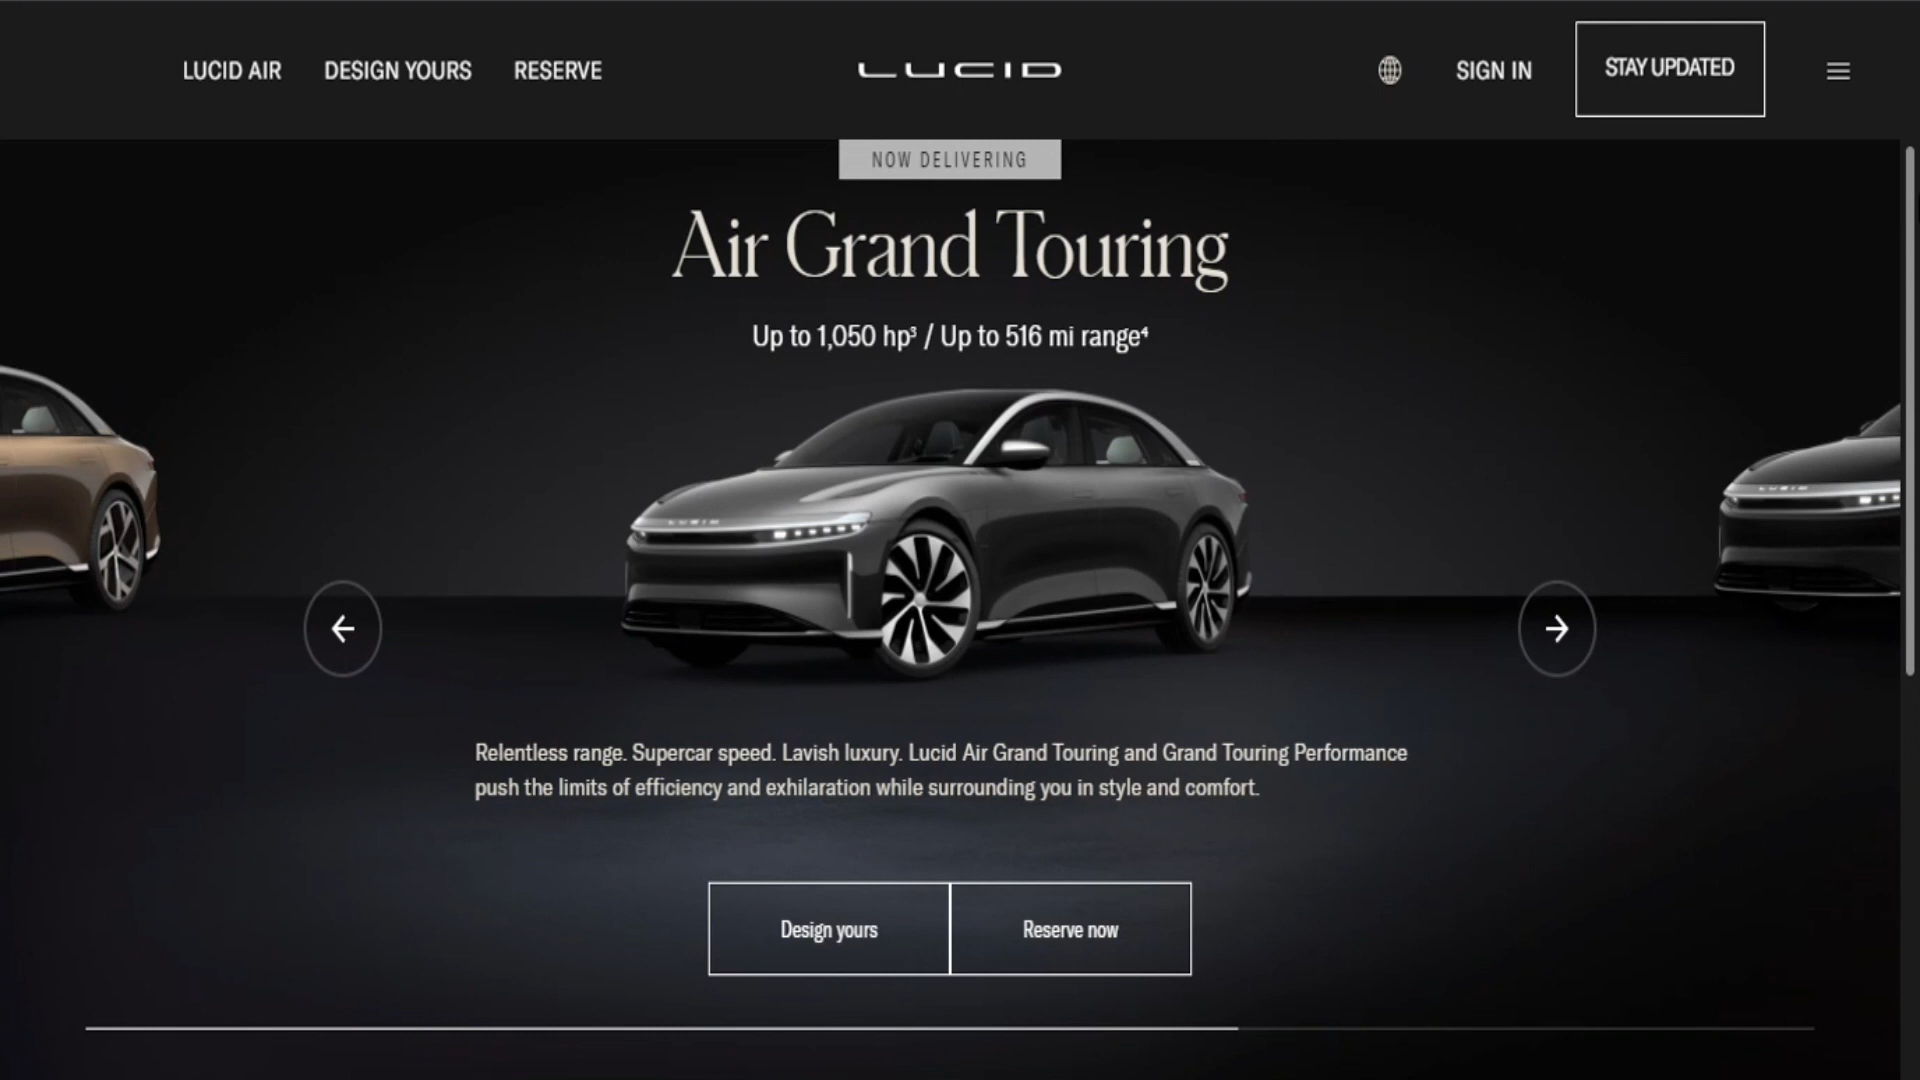 LUCID AIR DESIGN YOURS RESERVE LUCID SIGN IN STAY UPDATED
NOW DELIVERING
Air Grand Touring
Up to 1,050 hp³ / Up to 516 mi range⁴
LUCID
LUCID
Relentless range. Supercar speed. Lavish luxury. Lucid Air Grand Touring and Grand Touring Performance
push the limits of efficiency and exhilaration while surrounding you in style and comfort.
Design yours Reserve now